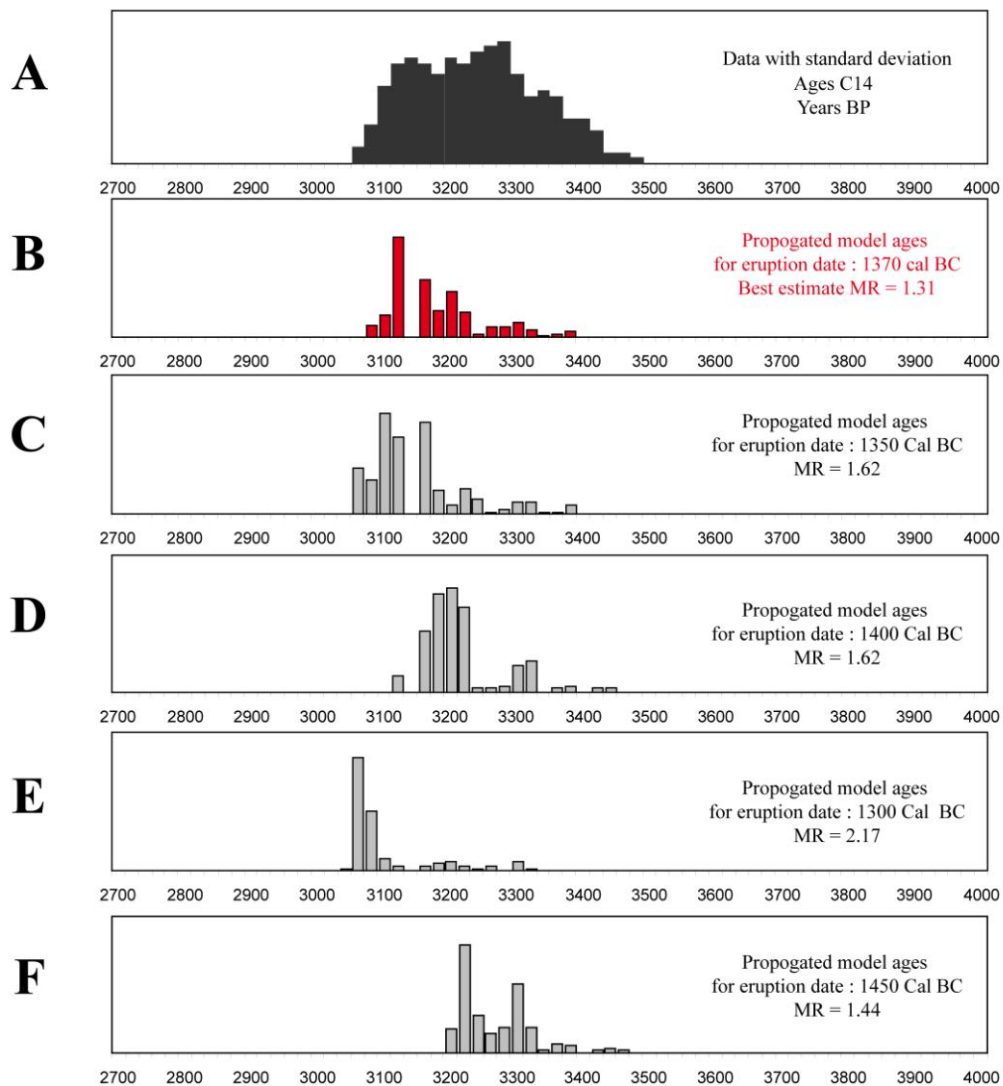 A
Data with standard deviation
Ages C14
Years BP
2700 2800 2900 3000 3100 3200 3300 3400 3500 3600 3700 3800 3900 4000
B
Propogated model ages
for eruption date : 1370 cal BC
Best estimate MR = 1.31
2700 2800 2900 3000 3100 3200 3300 3400 3500 3600 3700 3800 3900 4000
C
Propogated model ages
for eruption date : 1350 Cal BC
MR = 1.62
2700 2800 2900 3000 3100 3200 3300 3400 3500 3600 3700 3800 3900 4000
D
Propogated model ages
for eruption date : 1400 Cal BC
MR = 1.62
2700 2800 2900 3000 3100 3200 3300 3400 3500 3600 3700 3800 3900 4000
E
Propogated model ages
for eruption date : 1300 Cal BC
MR = 2.17
2700 2800 2900 3000 3100 3200 3300 3400 3500 3600 3700 3800 3900 4000
F
Propogated model ages
for eruption date : 1450 Cal BC
MR = 1.44
2700 2800 2900 3000 3100 3200 3300 3400 3500 3600 3700 3800 3900 4000